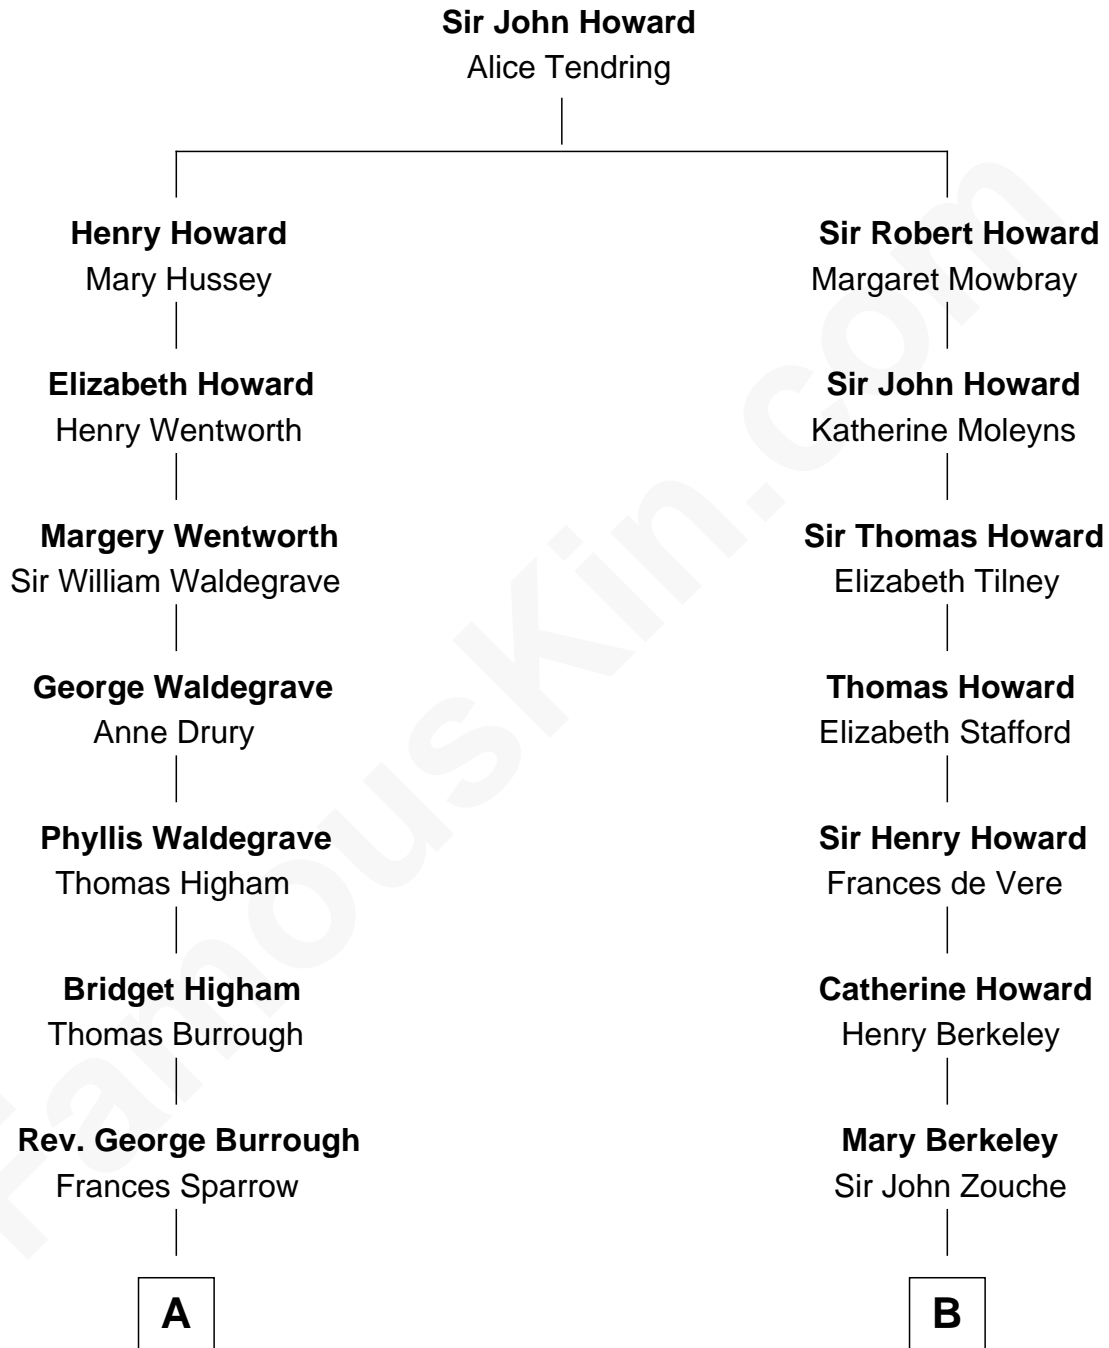 Sir John Howard
Alice Tendring
Henry Howard
Mary Hussey
Sir Robert Howard
Margaret Mowbray
Elizabeth Howard
Henry Wentworth
Sir John Howard
Katherine Moleyns
Margery Wentworth
Sir William Waldegrave
Sir Thomas Howard
Elizabeth Tilney
George Waldegrave
Anne Drury
Thomas Howard
Elizabeth Stafford
Phyllis Waldegrave
Thomas Higham
Sir Henry Howard
Frances de Vere
Bridget Higham
Thomas Burrough
Catherine Howard
Henry Berkeley
Rev. George Burrough
Frances Sparrow
Mary Berkeley
Sir John Zouche
A
B
FamousKin.com